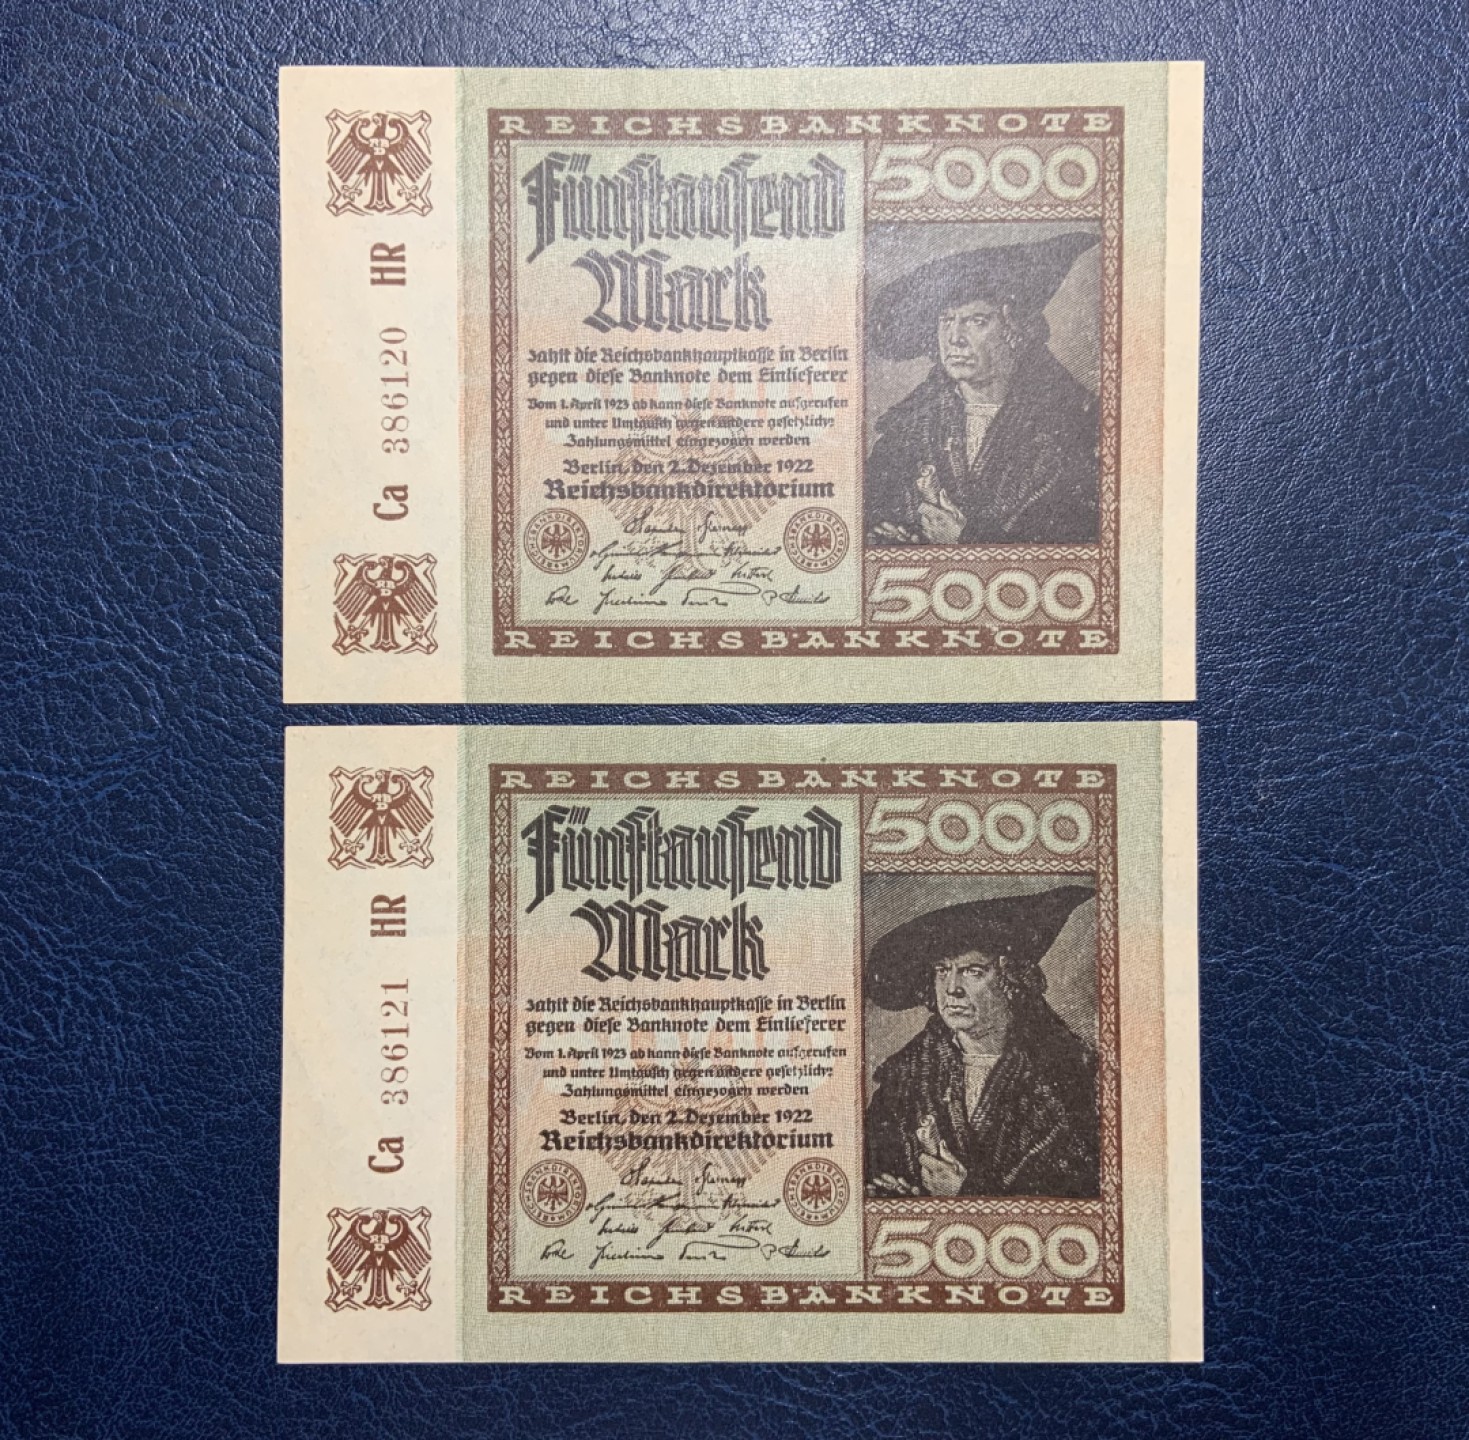 REICHSBANKNOTE
5000
Fünftausend
Mark
zahlt die Reichsbankhauptkasse in Berlin
gegen diese Banknote dem Einlieferer
Vom 1. April 1923 ab kann diese Banknote aufgerufen
und unter Umtausch gegen andere gesetzliche
Zahlungsmittel eingezogen werden
Berlin, den 2. Dezember 1922
Reichsbankdirektorium
5000
REICHSBANKNOTE
Ca 386120 HR
REICHSBANKNOTE
5000
Fünftausend
Mark
zahlt die Reichsbankhauptkasse in Berlin
gegen diese Banknote dem Einlieferer
Vom 1. April 1923 ab kann diese Banknote aufgerufen
und unter Umtausch gegen andere gesetzliche
Zahlungsmittel eingezogen werden
Berlin, den 2. Dezember 1922
Reichsbankdirektorium
5000
REICHSBANKNOTE
Ca 386121 HR